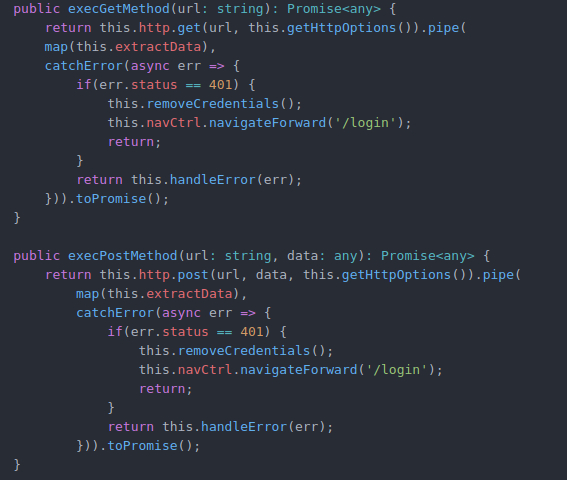 public execGetMethod(url: string): Promise<any> {
    return this.http.get(url, this.getHttpOptions()).pipe(
    map(this.extractData),
    catchError(async err => {
        if(err.status == 401) {
            this.removeCredentials();
            this.navCtrl.navigateForward('/login');
            return;
        }
        return this.handleError(err);
    })).toPromise();
}

public execPostMethod(url: string, data: any): Promise<any> {
    return this.http.post(url, data, this.getHttpOptions()).pipe(
        map(this.extractData),
        catchError(async err => {
            if(err.status == 401) {
                this.removeCredentials();
                this.navCtrl.navigateForward('/login');
                return;
            }
            return this.handleError(err);
        })).toPromise();
}